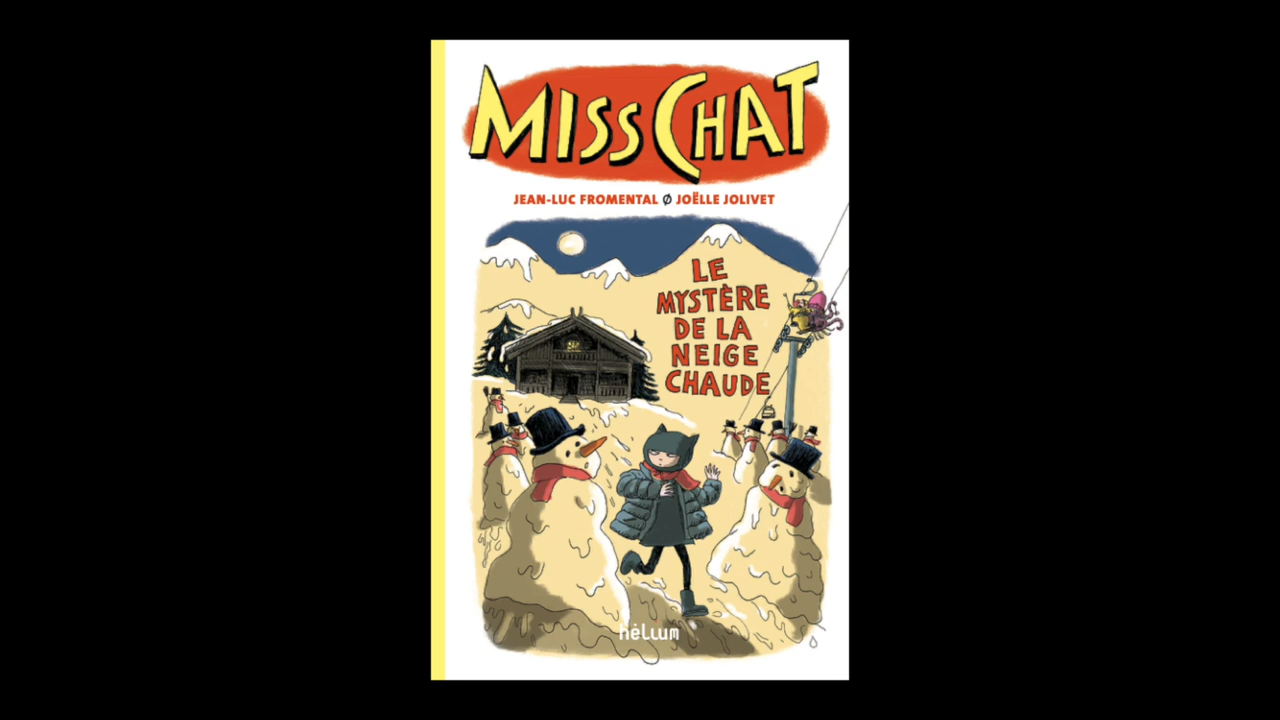 MISS CHAT
JEAN-LUC FROMENTAL Ø JOËLLE JOLIVET
LE
MYSTÈRE
DE LA
NEIGE
CHAUDE
hélium